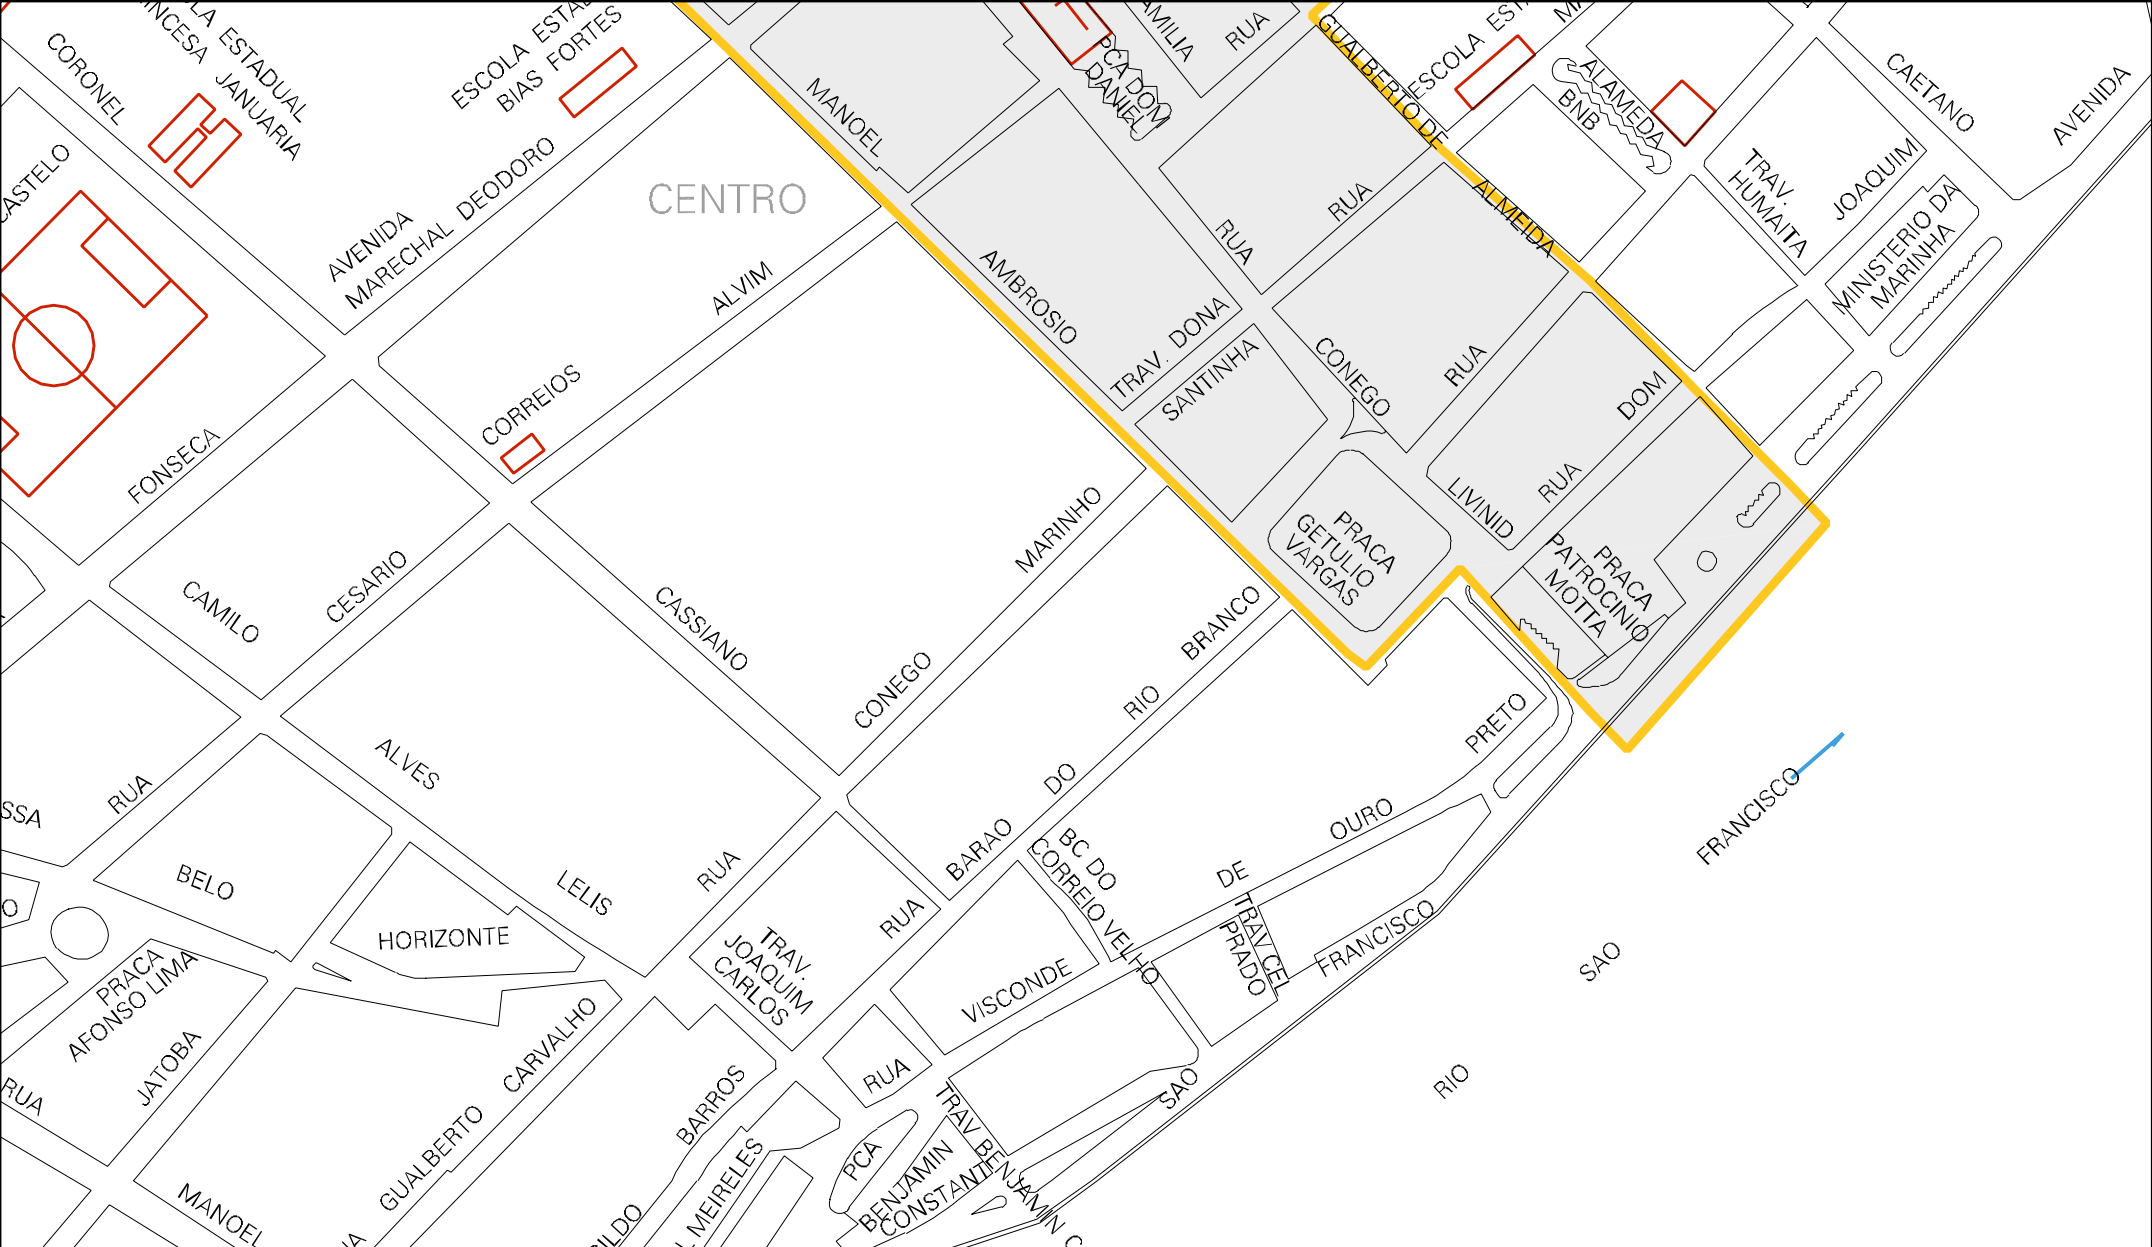 ESTADUAL
JANUARIA
CORONEL
CASTELO
ESCOLA
BIAS FORTES
AVENIDA
MARECHAL DEODORO
CENTRO
MANOEL
PCA DOM
DANIEL
RUA
GUALBERTO DE
ESCOLA
ALAMEDA
BNB
CAETANO
AVENIDA
TRAV.
HUMAITA
JOAQUIM
MINISTERIO DA
MARINHA
ALMEIDA
RUA
RUA
ALVIM
AMBROSIO
TRAV. DONA
SANTINHA
CONEGO
RUA
DOM
RUA
LIVINID
CORREIOS
FONSECA
PRACA
GETULIO
VARGAS
PRACA
PATROCINIO
MOTTA
CAMILO
CESARIO
CASSIANO
MARINHO
CONEGO
BRANCO
RIO
DO
BARAO
RUA
PRETO
OURO
DE
VISCONDE
RUA
FRANCISCO
SAO
RIO
ALVES
RUA
BELO
HORIZONTE
LELIS
RUA
BC DO
CORREIO VELHO
TRAV CEL
PRADO
FRANCISCO
SAO
TRAV.
JOAQUIM
CARLOS
PRACA
AFONSO LIMA
JATOBA
RUA
CARVALHO
GUALBERTO
MANOEL
BARROS
MEIRELES
PCA
BENJAMIN
CONSTANT
TRAV BENJAMIN C